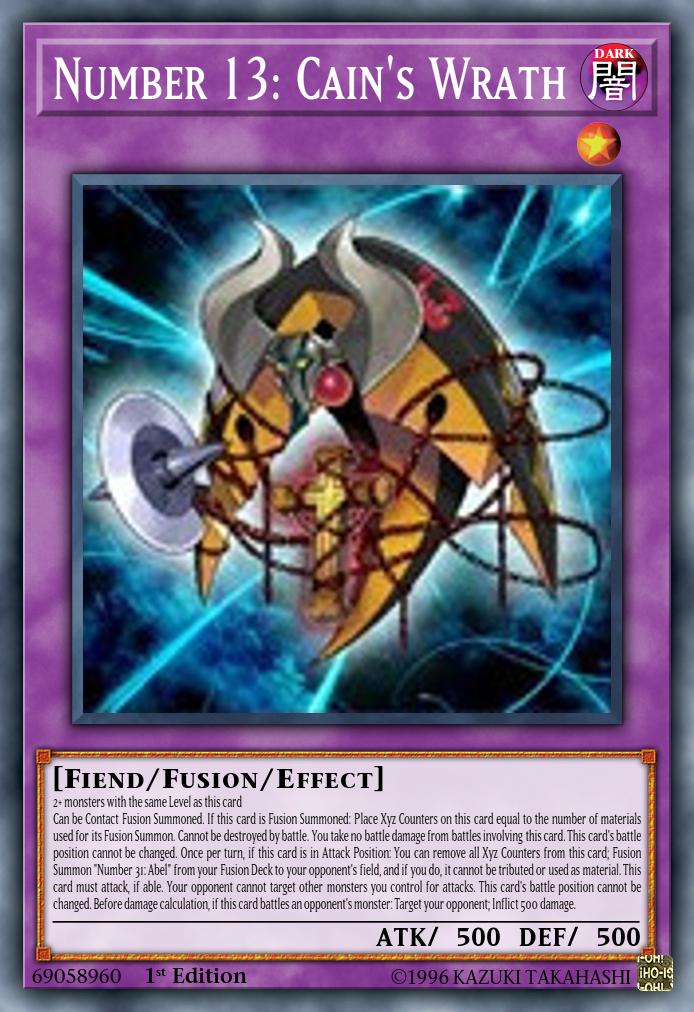 NUMBER 13: CAIN'S WRATH
DARK
闇
13
[FIEND/FUSION/EFFECT]
2+ monsters with the same Level as this card
Can be Contact Fusion Summoned. If this card is Fusion Summoned: Place Xyz Counters on this card equal to the number of materials
used for its Fusion Summon. Cannot be destroyed by battle. You take no battle damage from battles involving this card. This card's battle
position cannot be changed. Once per turn, if this card is in Attack Position: You can remove all Xyz Counters from this card; Fusion
Summon "Number 31: Abel" from your Fusion Deck to your opponent's field, and if you do, it cannot be tributed or used as material. This
card must attack, if able. Your opponent cannot target other monsters you control for attacks. This card's battle position cannot be
changed. Before damage calculation, if this card battles an opponent's monster: Target your opponent; Inflict 500 damage.
ATK/ 500 DEF/ 500
69058960 1st Edition ©1996 KAZUKI TAKAHASHI